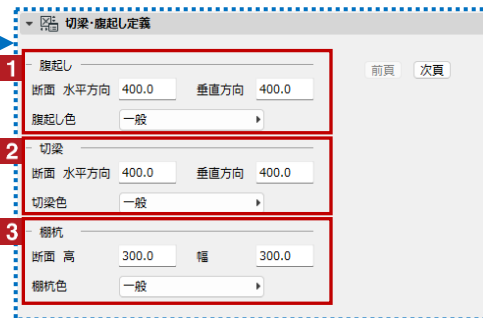 切梁・腹起し定義
1 腹起し
断面 水平方向 400.0 垂直方向 400.0
腹起し色 一般
前頁 次頁
2 切梁
断面 水平方向 400.0 垂直方向 400.0
切梁色 一般
3 棚杭
断面 高 300.0 幅 300.0
棚杭色 一般